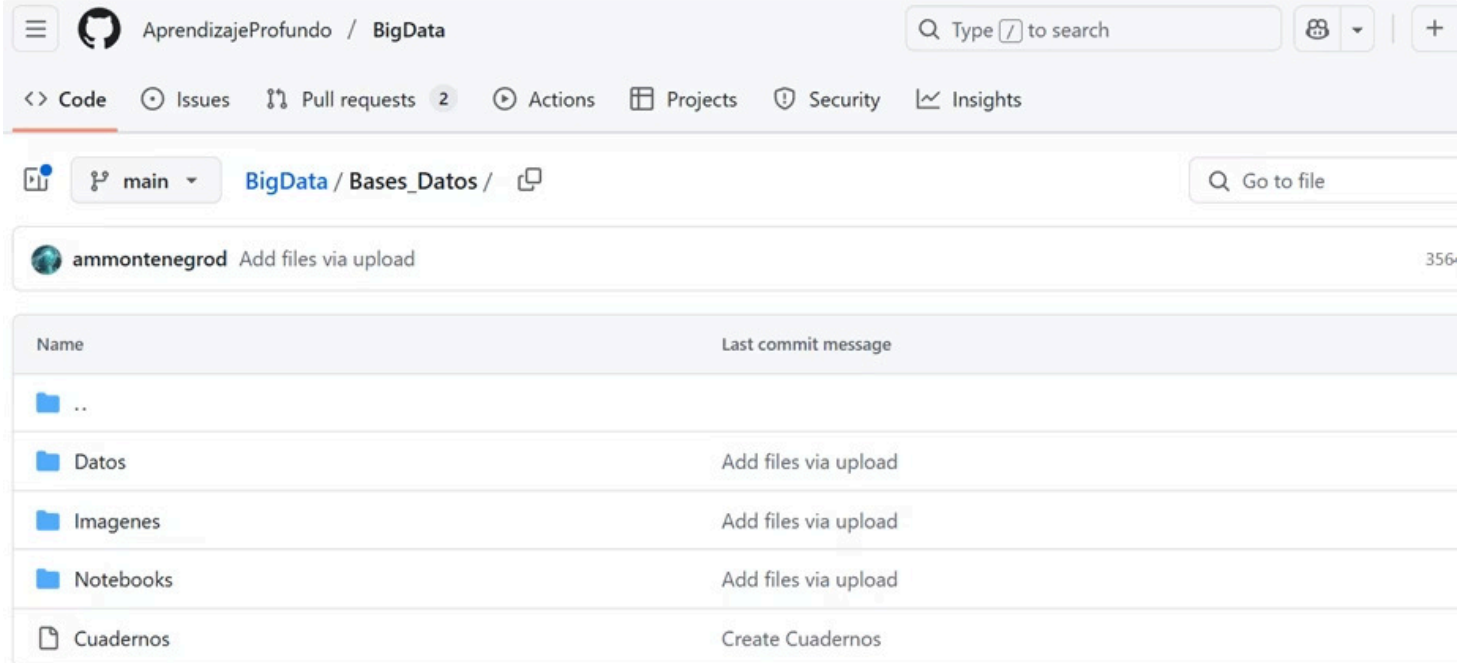 AprendizajeProfundo / BigData
Type / to search
Code Issues Pull requests 2 Actions Projects Security Insights
main BigData / Bases_Datos / Go to file
ammontenegrod Add files via upload 3564
Name Last commit message
..
Datos Add files via upload
Imagenes Add files via upload
Notebooks Add files via upload
Cuadernos Create Cuadernos